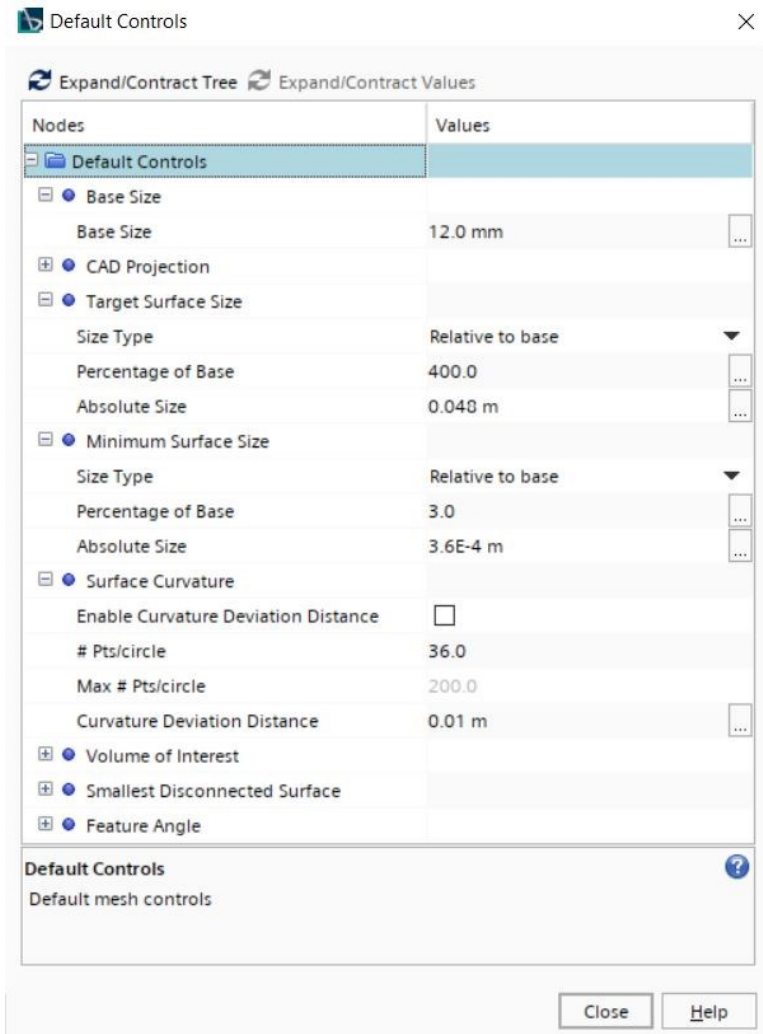 Default Controls
Expand/Contract Tree Expand/Contract Values
Nodes Values
Default Controls
Base Size
Base Size 12.0 mm ...
CAD Projection
Target Surface Size
Size Type Relative to base
Percentage of Base 400.0 ...
Absolute Size 0.048 m ...
Minimum Surface Size
Size Type Relative to base
Percentage of Base 3.0 ...
Absolute Size 3.6E-4 m ...
Surface Curvature
Enable Curvature Deviation Distance
# Pts/circle 36.0
Max # Pts/circle 200.0
Curvature Deviation Distance 0.01 m ...
Volume of Interest
Smallest Disconnected Surface
Feature Angle
Default Controls
Default mesh controls
Close Help